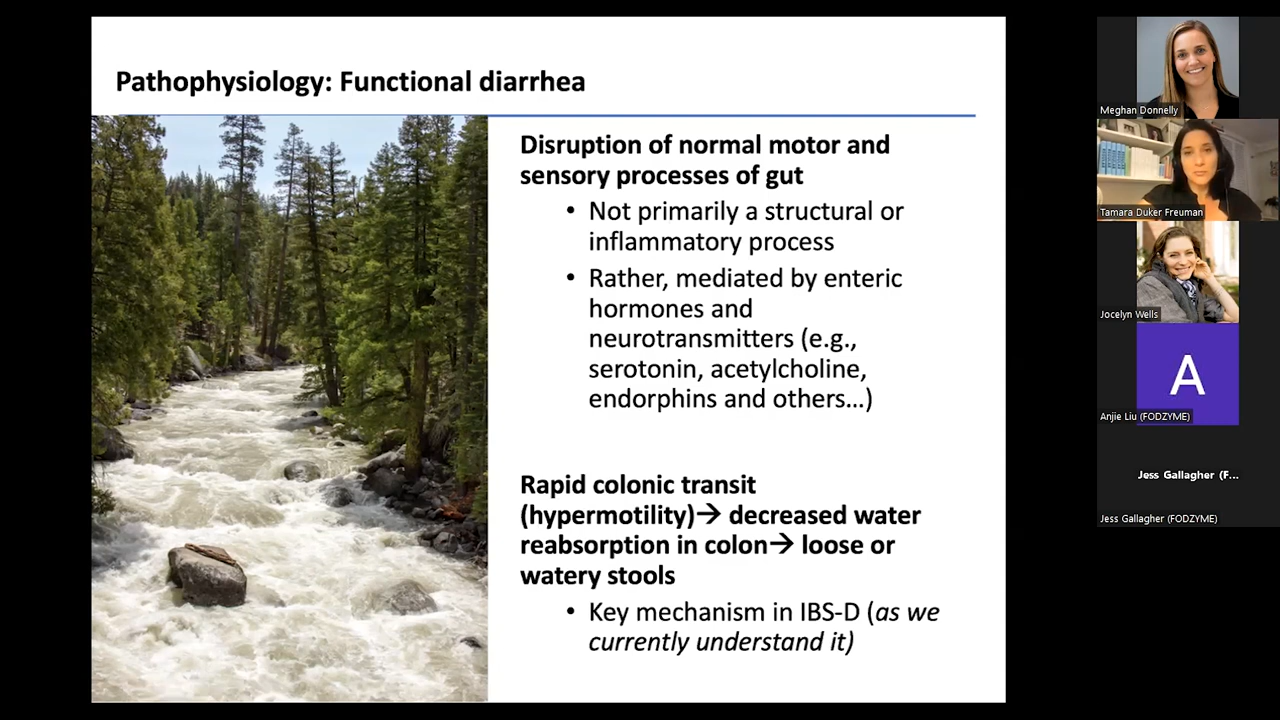 Pathophysiology: Functional diarrhea
Disruption of normal motor and
sensory processes of gut
• Not primarily a structural or
inflammatory process
• Rather, mediated by enteric
hormones and
neurotransmitters (e.g.,
serotonin, acetylcholine,
endorphins and others...)
Rapid colonic transit
(hypermotility)→ decreased water
reabsorption in colon→ loose or
watery stools
• Key mechanism in IBS-D (as we
currently understand it)
Meghan Donnelly
Tamara Duker Freuman
Jocelyn Wells
A
Anjie Liu (FODZYME)
Jess Gallagher (F...
Jess Gallagher (FODZYME)